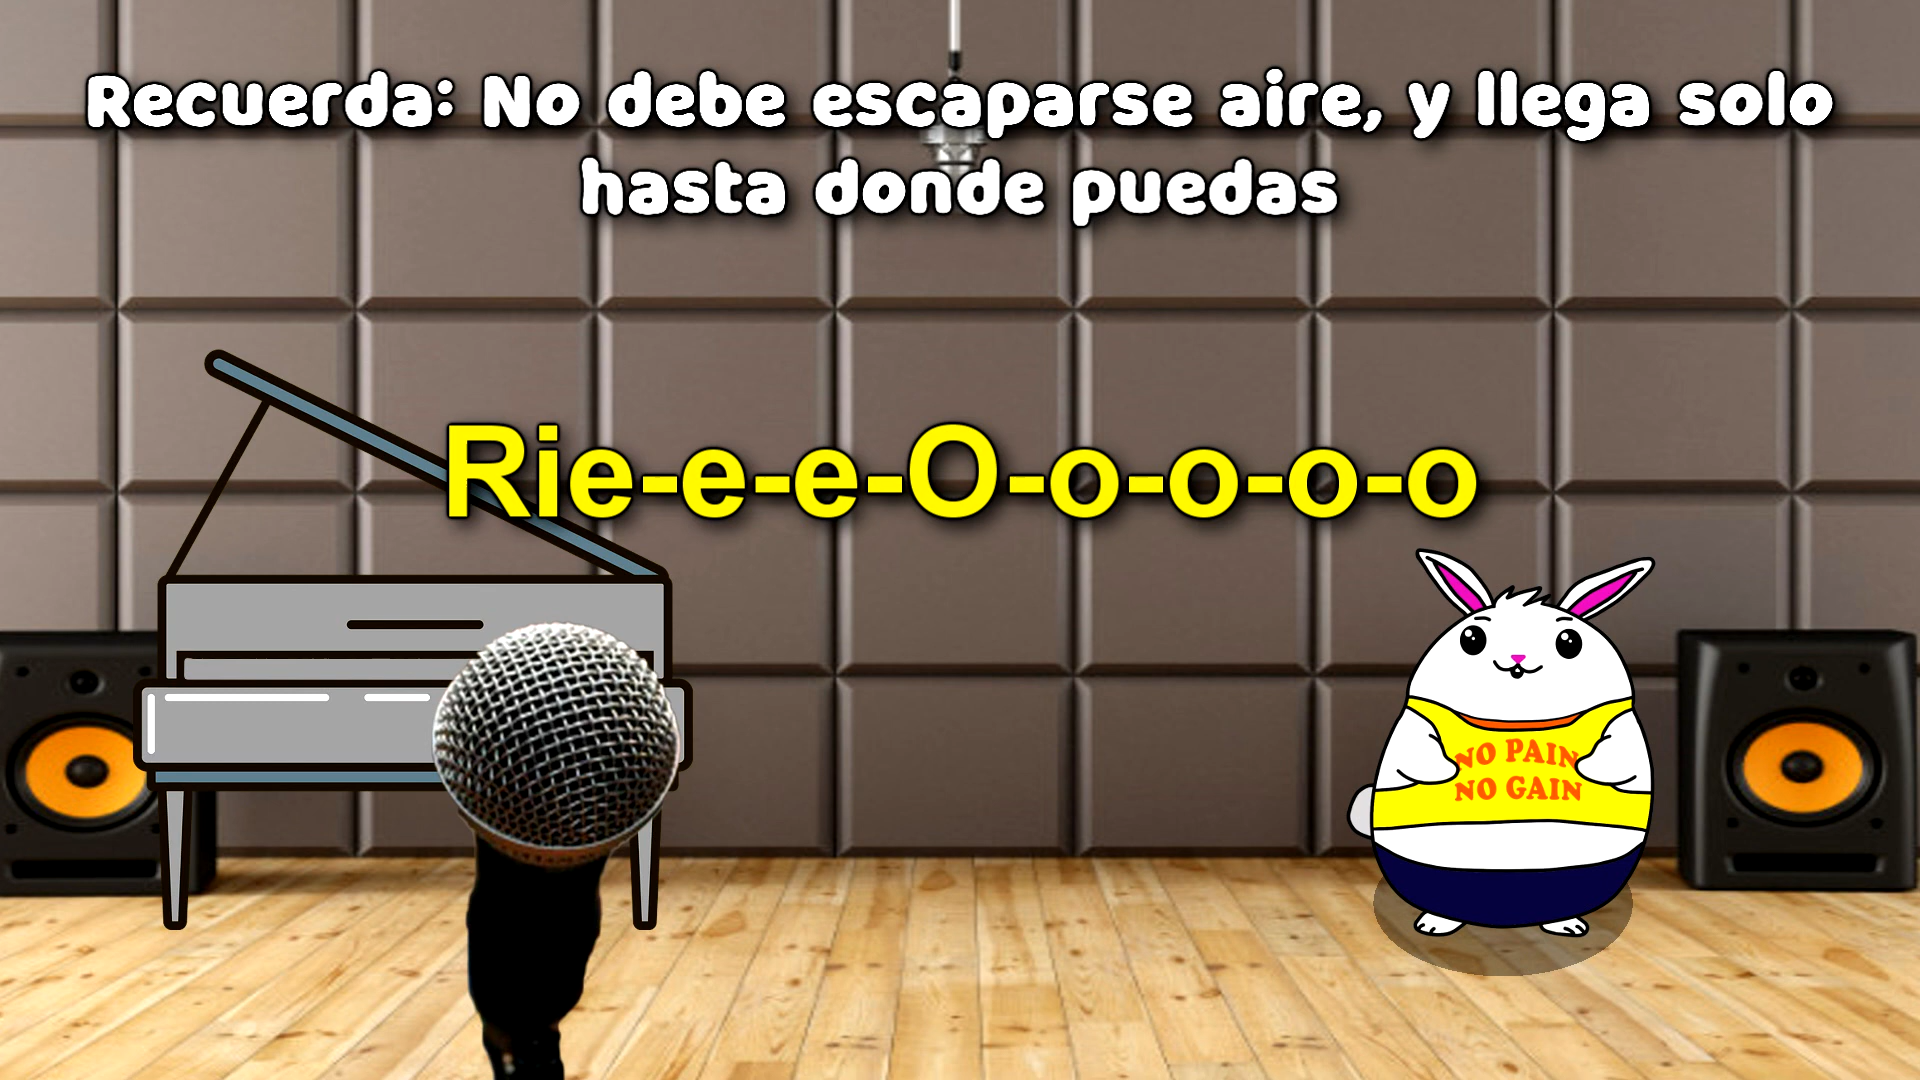 Recuerda: No debe escaparse aire, y llega solo
hasta donde puedas
Rie-e-e-e-O-o-o-o-o
NO PAIN
NO GAIN